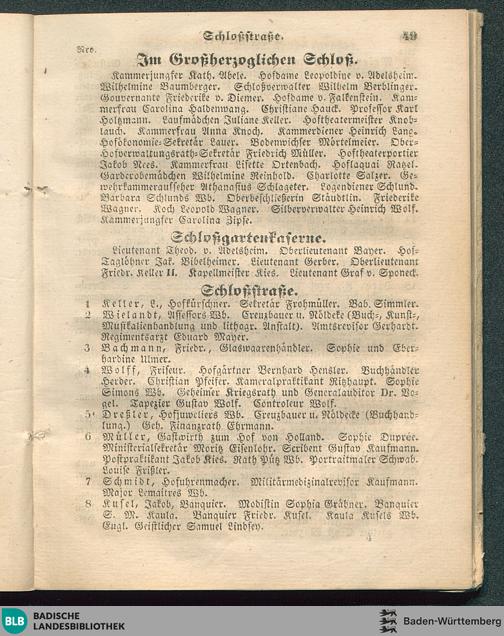 Schloßstraße. 49
Nro.
Im Großherzoglichen Schloß.
Kammerjungfer Kath. Abele. Hofdame Leopoldine v. Adelsheim.
Wilhelmine Baumberger. Schloßverwalter Wilhelm Berblinger.
Gouvernante Friederike v. Diemer. Hofdame v. Falkenstein. Kam-
merfrau Carolina Haldenwang. Christiane Hauck. Professor Karl
Holtzmann. Laufmädchen Juliane Keller. Hoftheatermeister Knob-
lauch. Kammerfrau Anna Knoch. Kammerdiener Heinrich Lang.
Hofökonomie-Sekretär Lauer. Bodenwichser Mörtelmeier. Ober-
Hofverwaltungsrath-Sekretär Friedrich Müller. Hoftheaterportier
Jakob Nees. Kammerfrau Lisette Ortenbach. Hoflaquai
Garderobemädchen Wilhelmine Reinhold. Charlotte Salzer. Ge-
wehrkammeraufseher Athanasius Schlageter. Logendiener Schlund.
Barbara Schlunds Wb. Oberbeschließerin Stäudtlin. Friederike
Wagner. Koch Leopold Wagner. Silberverwalter Heinrich Wolf.
Kammerjungfer Carolina Zipse.
Schloßgartenkaserne.
Lieutenant Theod. v. Adelsheim. Oberlieutenant Bayer. Hof-
Taglöhner Jak. Bibelheimer. Lieutenant Gerber. Oberlieutenant
Friedr. Keller II. Kapellmeister Kies. Lieutenant Graf v. Sponeck.
Schloßstraße.
1 Keller, L., Hofkürschner. Sekretär Frohmüller. Bab. Simmler.
2 Wielandt, Assessors Wb. Creuzbauer u. Nöldeke (Buch-, Kunst-,
Musikalienhandlung und lithogr. Anstalt). Amtsrevisor Gerhardt.
Regimentsarzt Eduard Mayer.
3 Bachmann, Friedr., Glaswaarenhändler. Sophie und Eber-
hardine Ulmer.
4 Wolff, Friseur. Hofgärtner Bernhard Hensler. Buchhändler
Herder. Christian Pfeifer. Kameralpraktikant Ritzhaupt. Sophie
Simons Wb. Geheimer Kriegsrath und Generalauditor Dr. Vo-
gel. Tapezier Gustav Wolf. Controleur Wolf.
5 Dreßler, Hofjuweliers Wb. Creuzbauer u. Nöldecke (Buchhand-
lung.) Geh. Finanzrath Ehrmann.
6 Müller, Gastwirth zum Hof von Holland. Sophie Duprée.
Ministerialsekretär Moritz Eisenlohr. Scribent Gustav Kaufmann.
Postpraktikant Jakob Kies. Rath Pütz Wb. Portraitmaler Schwab.
Louise Frißler.
7 Schmidt, Hofuhrenmacher. Militärmedizinalrevisor Kaufmann.
Major Lemaitres Wb.
8 Kusel, Jakob, Banquier. Modistin Sophia Gräbner. Banquier
S. M. Kaula. Banquier Friedr. Kusel. Kaula Kusels Wb.
Engl. Geistlicher Samuel Lindsey.
BLB BADISCHE
LANDESBIBLIOTHEK
Baden-Württemberg